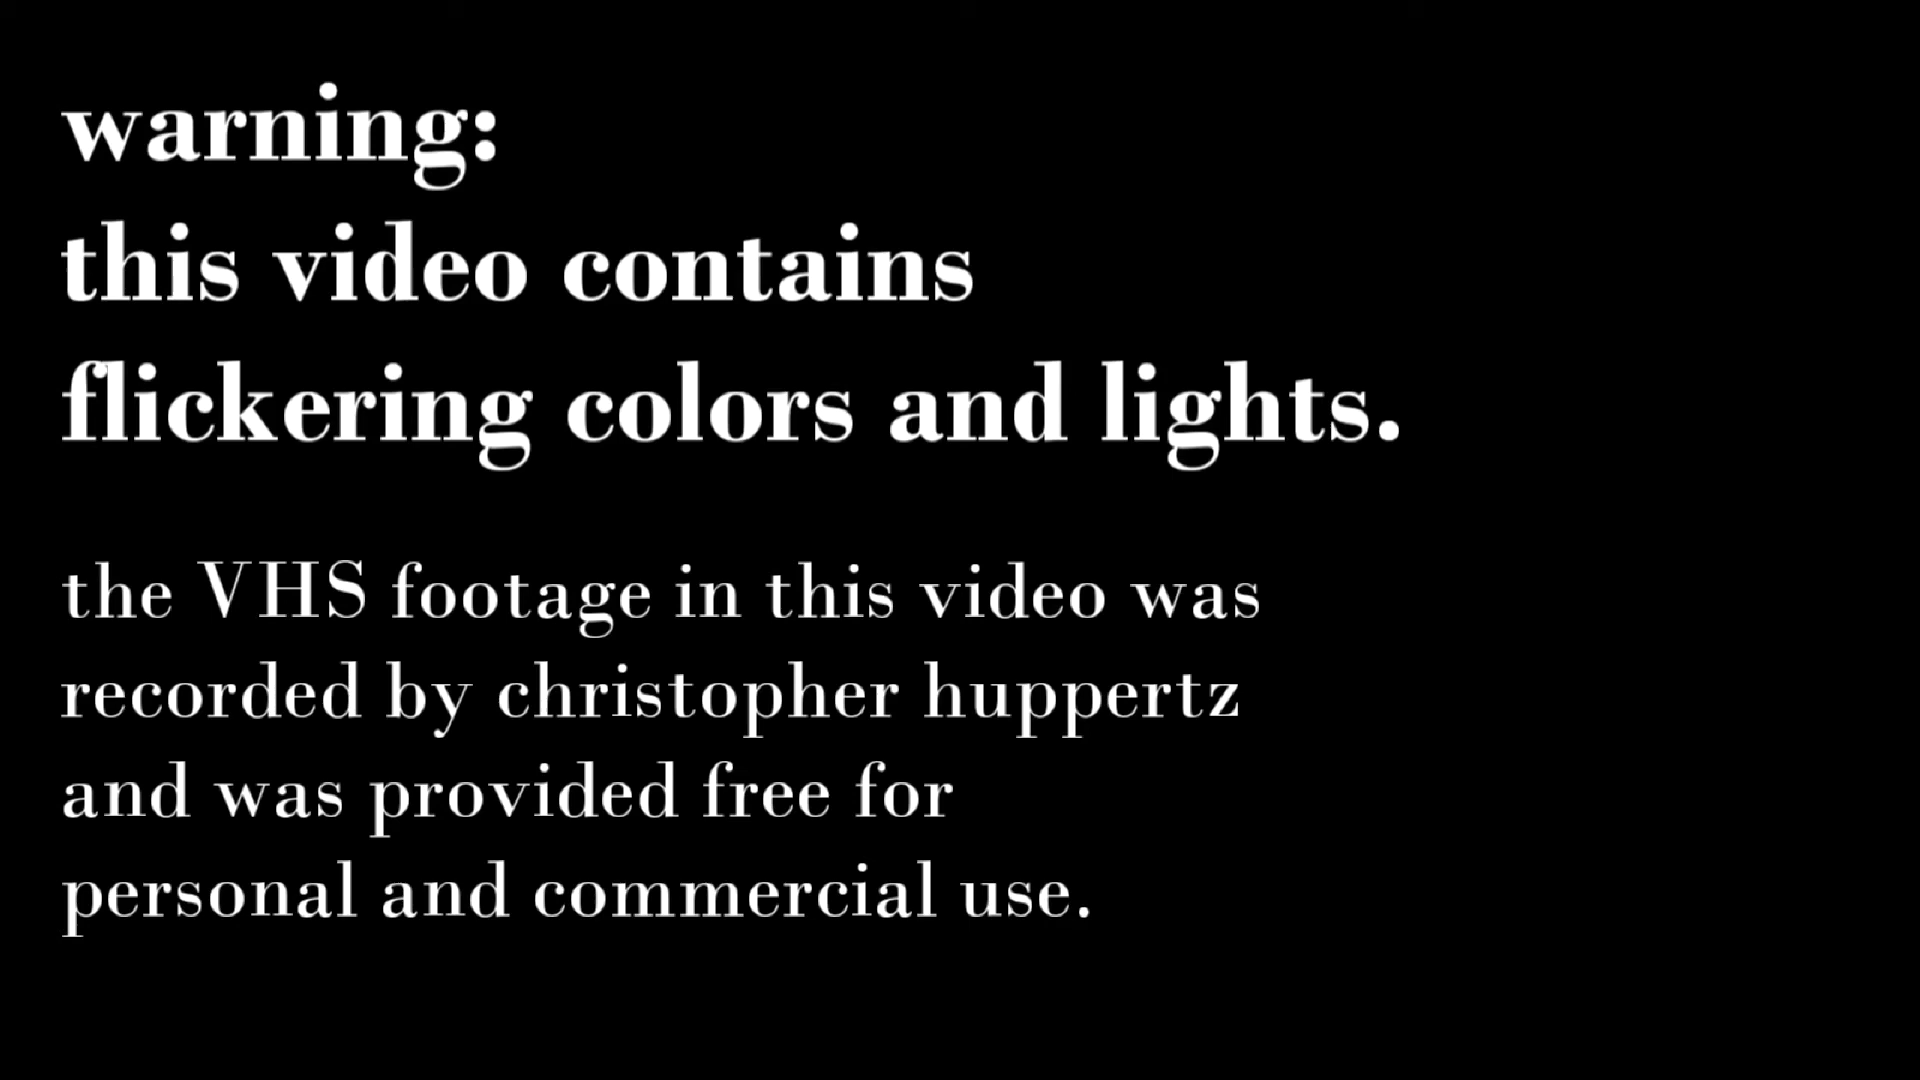 warning:
this video contains
flickering colors and lights.
the VHS footage in this video was
recorded by christopher huppertz
and was provided free for
personal and commercial use.